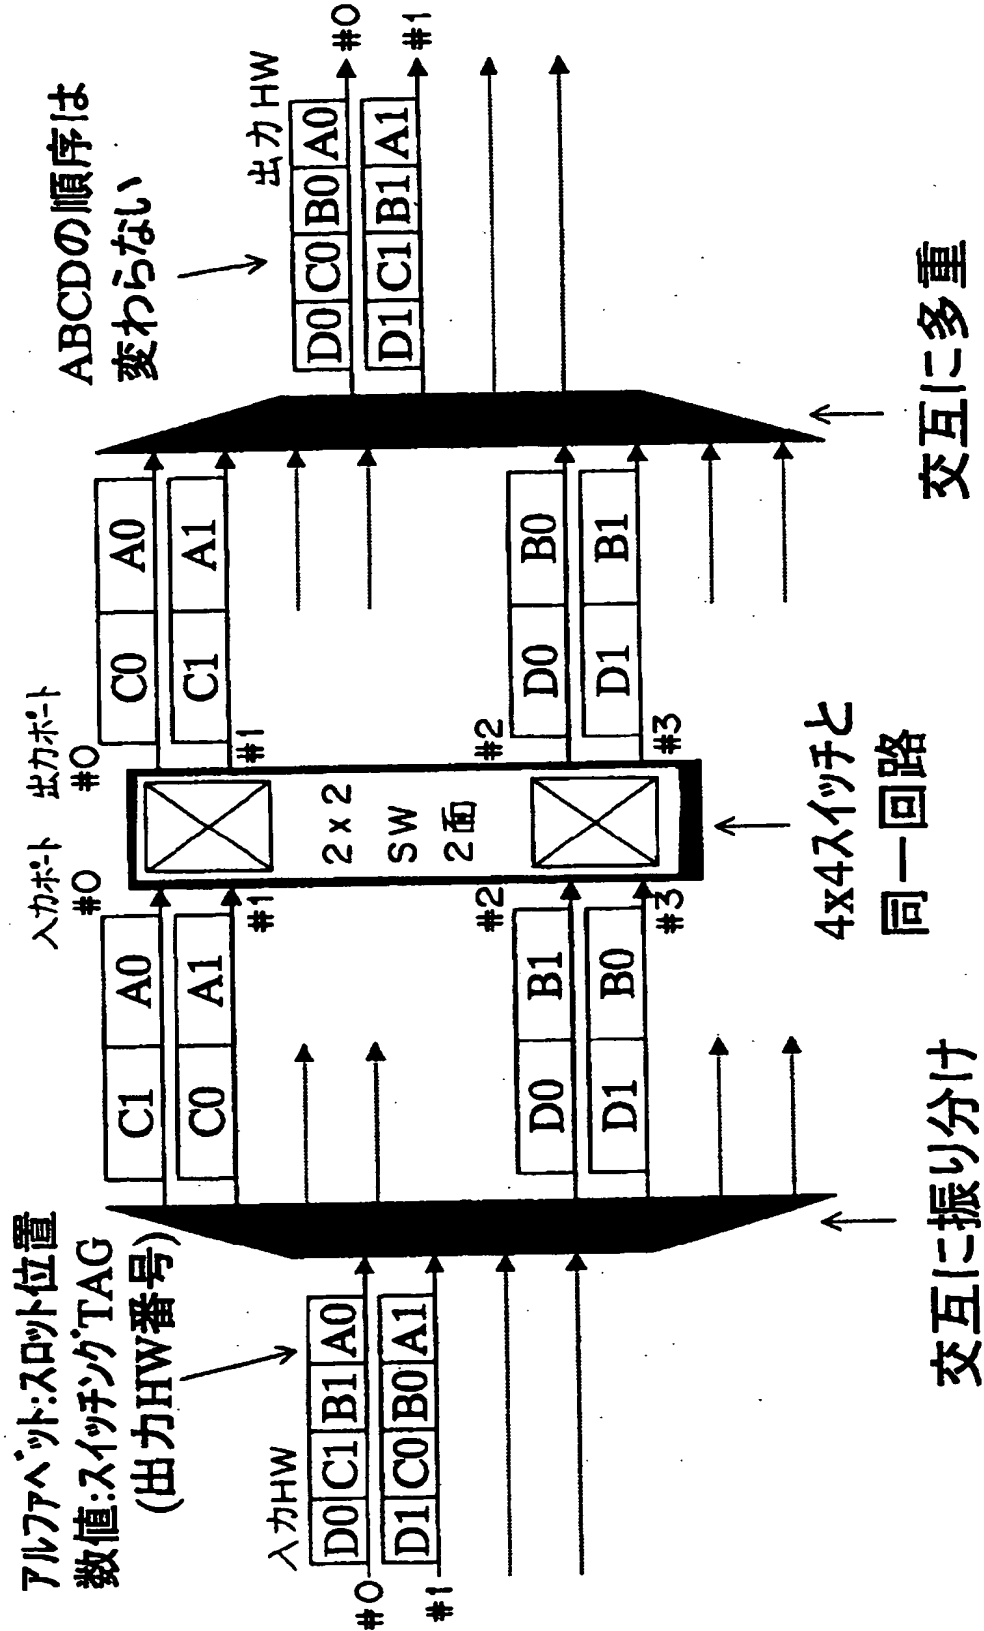 アルファベット:スロット位置
数値:スイッチングTAG
(出力HW番号)
入力HW
#0
D0 C1 B1 A0
#1
D1 C0 B0 A1
交互に振り分け
C1 A0
C0 A1
D0 B1
D1 B0
入力ポート
#0
#1
#2
#3
2x2
SW
2面
4x4スイッチと
同一回路
出力ポート
#0
#1
#2
#3
C0 A0
C1 A1
D0 B0
D1 B1
交互に多重
ABCDの順序は
変わらない
出力HW
D0 C0 B0 A0
#0
D1 C1 B1 A1
#1